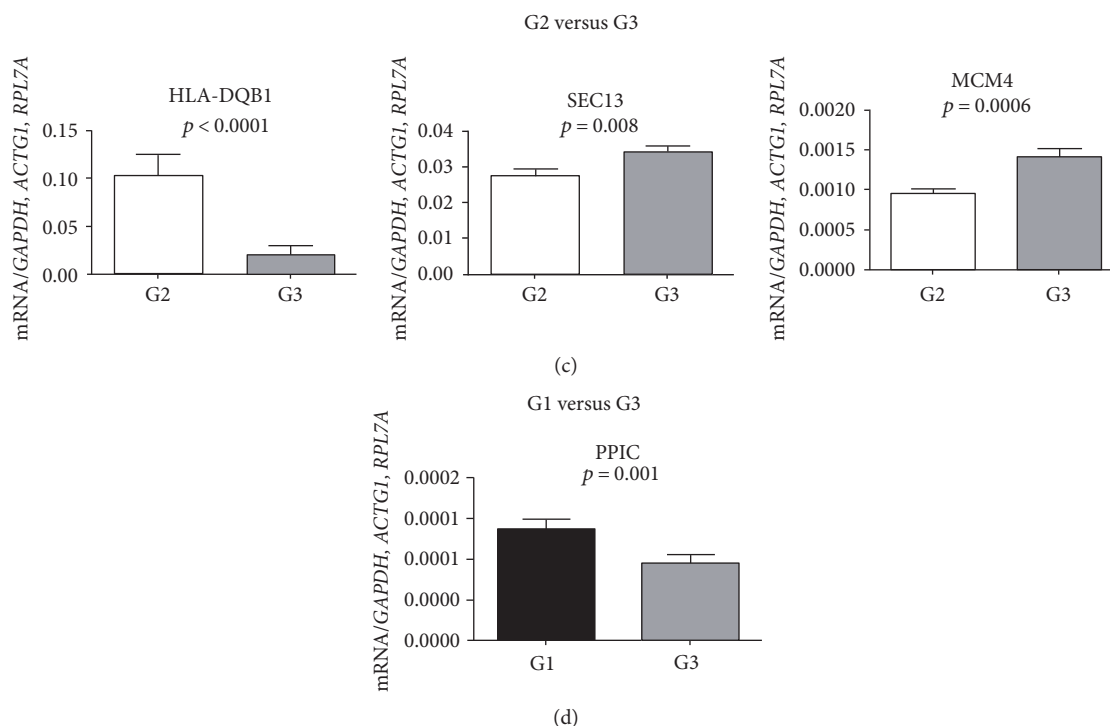 G2 versus G3
mRNA/GAPDH, ACTG1, RPL7A
HLA-DQB1
p < 0.0001
0.15
0.10
0.05
0.00
G2
G3
mRNA/GAPDH, ACTG1, RPL7A
SEC13
p = 0.008
0.04
0.03
0.02
0.01
0.00
G2
G3
mRNA/GAPDH, ACTG1, RPL7A
MCM4
p = 0.0006
0.0020
0.0015
0.0010
0.0005
0.0000
G2
G3
(c)
G1 versus G3
mRNA/GAPDH, ACTG1, RPL7A
PPIC
p = 0.001
0.0002
0.0001
0.0001
0.0000
0.0000
G1
G3
(d)